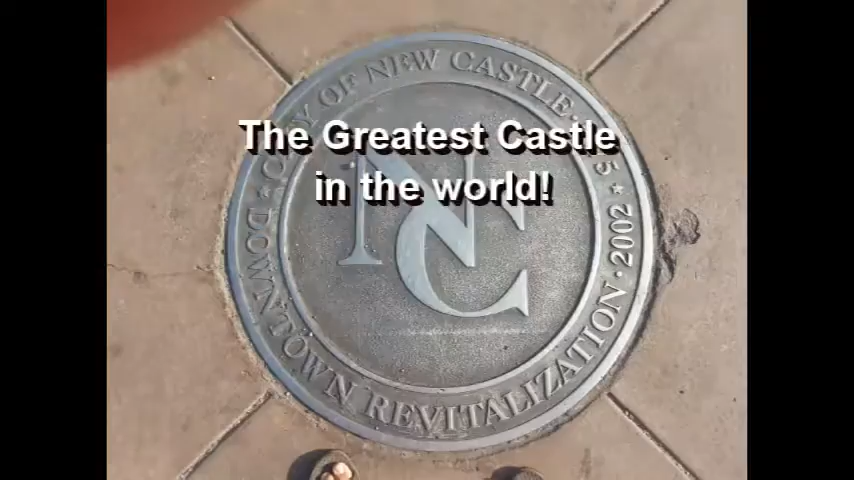 The Greatest Castle
in the world!
CITY OF NEW CASTLE
NC
DOWNTOWN REVITALIZATION · 2002